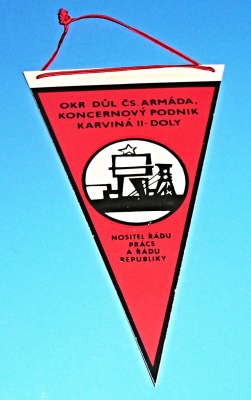 OKR DŮL ČS. ARMÁDA,
KONCERNOVÝ PODNIK
KARVINÁ II-DOLY
NOSITEL ŘÁDU
PRÁCE
A ŘÁDU
REPUBLIKY